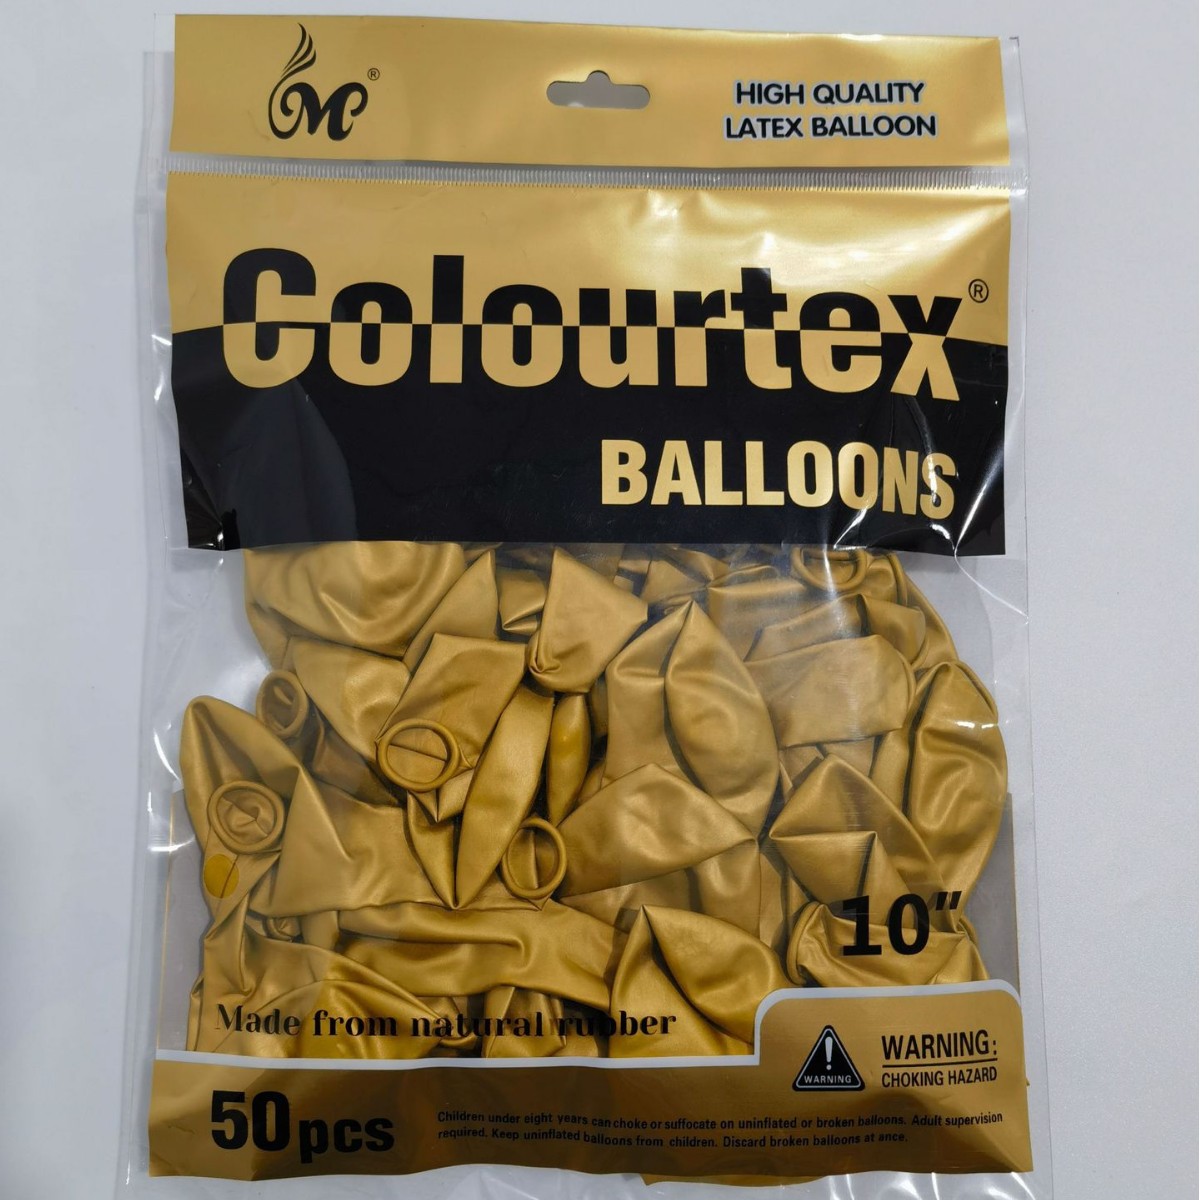 MC®
HIGH QUALITY
LATEX BALLOON
Colourtex®
BALLOONS
10"
Made from natural rubber
WARNING
WARNING:
CHOKING HAZARD
50pcs
Children under eight years can choke or suffocate on uninflated or broken balloons. Adult supervision
required. Keep uninflated balloons from children. Discard broken balloons at ance.